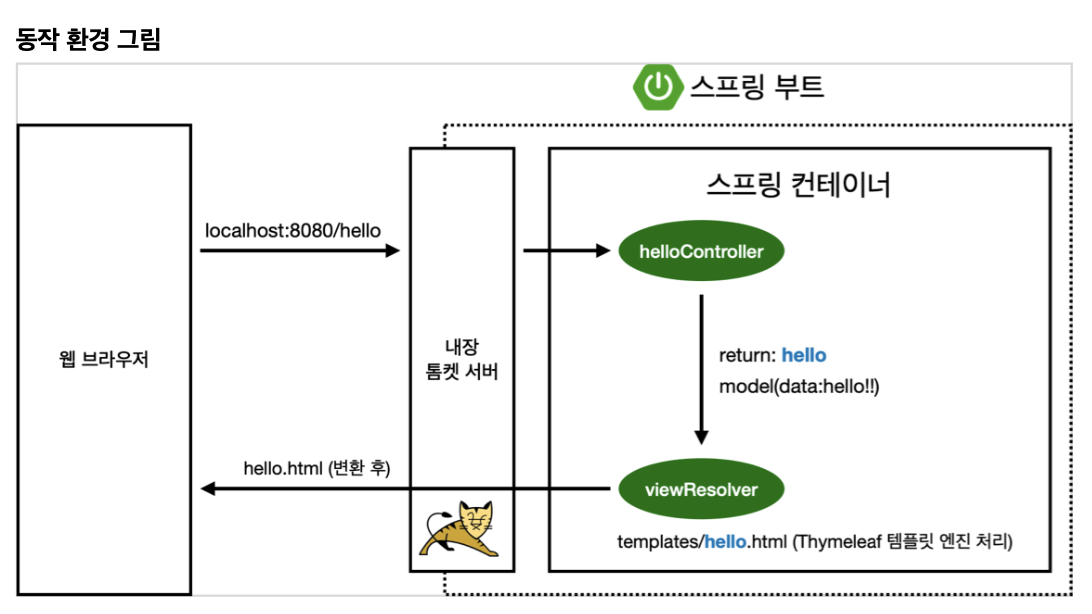 동작 환경 그림
스프링 부트
스프링 컨테이너
localhost:8080/hello
helloController
웹 브라우저
내장
톰켓 서버
return: hello
model(data:hello!!)
hello.html (변환 후)
viewResolver
templates/hello.html (Thymeleaf 템플릿 엔진 처리)